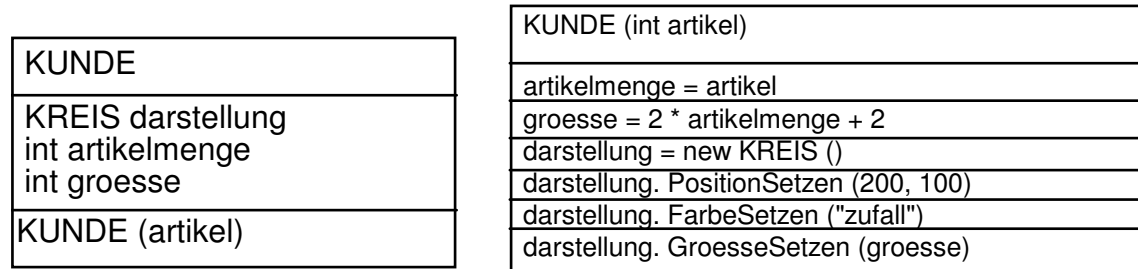 KUNDE
KREIS darstellung
int artikelmenge
int groesse
KUNDE (artikel)
KUNDE (int artikel)
artikelmenge = artikel
groesse = 2 * artikelmenge + 2
darstellung = new KREIS ()
darstellung. PositionSetzen (200, 100)
darstellung. FarbeSetzen ("zufall")
darstellung. GroesseSetzen (groesse)